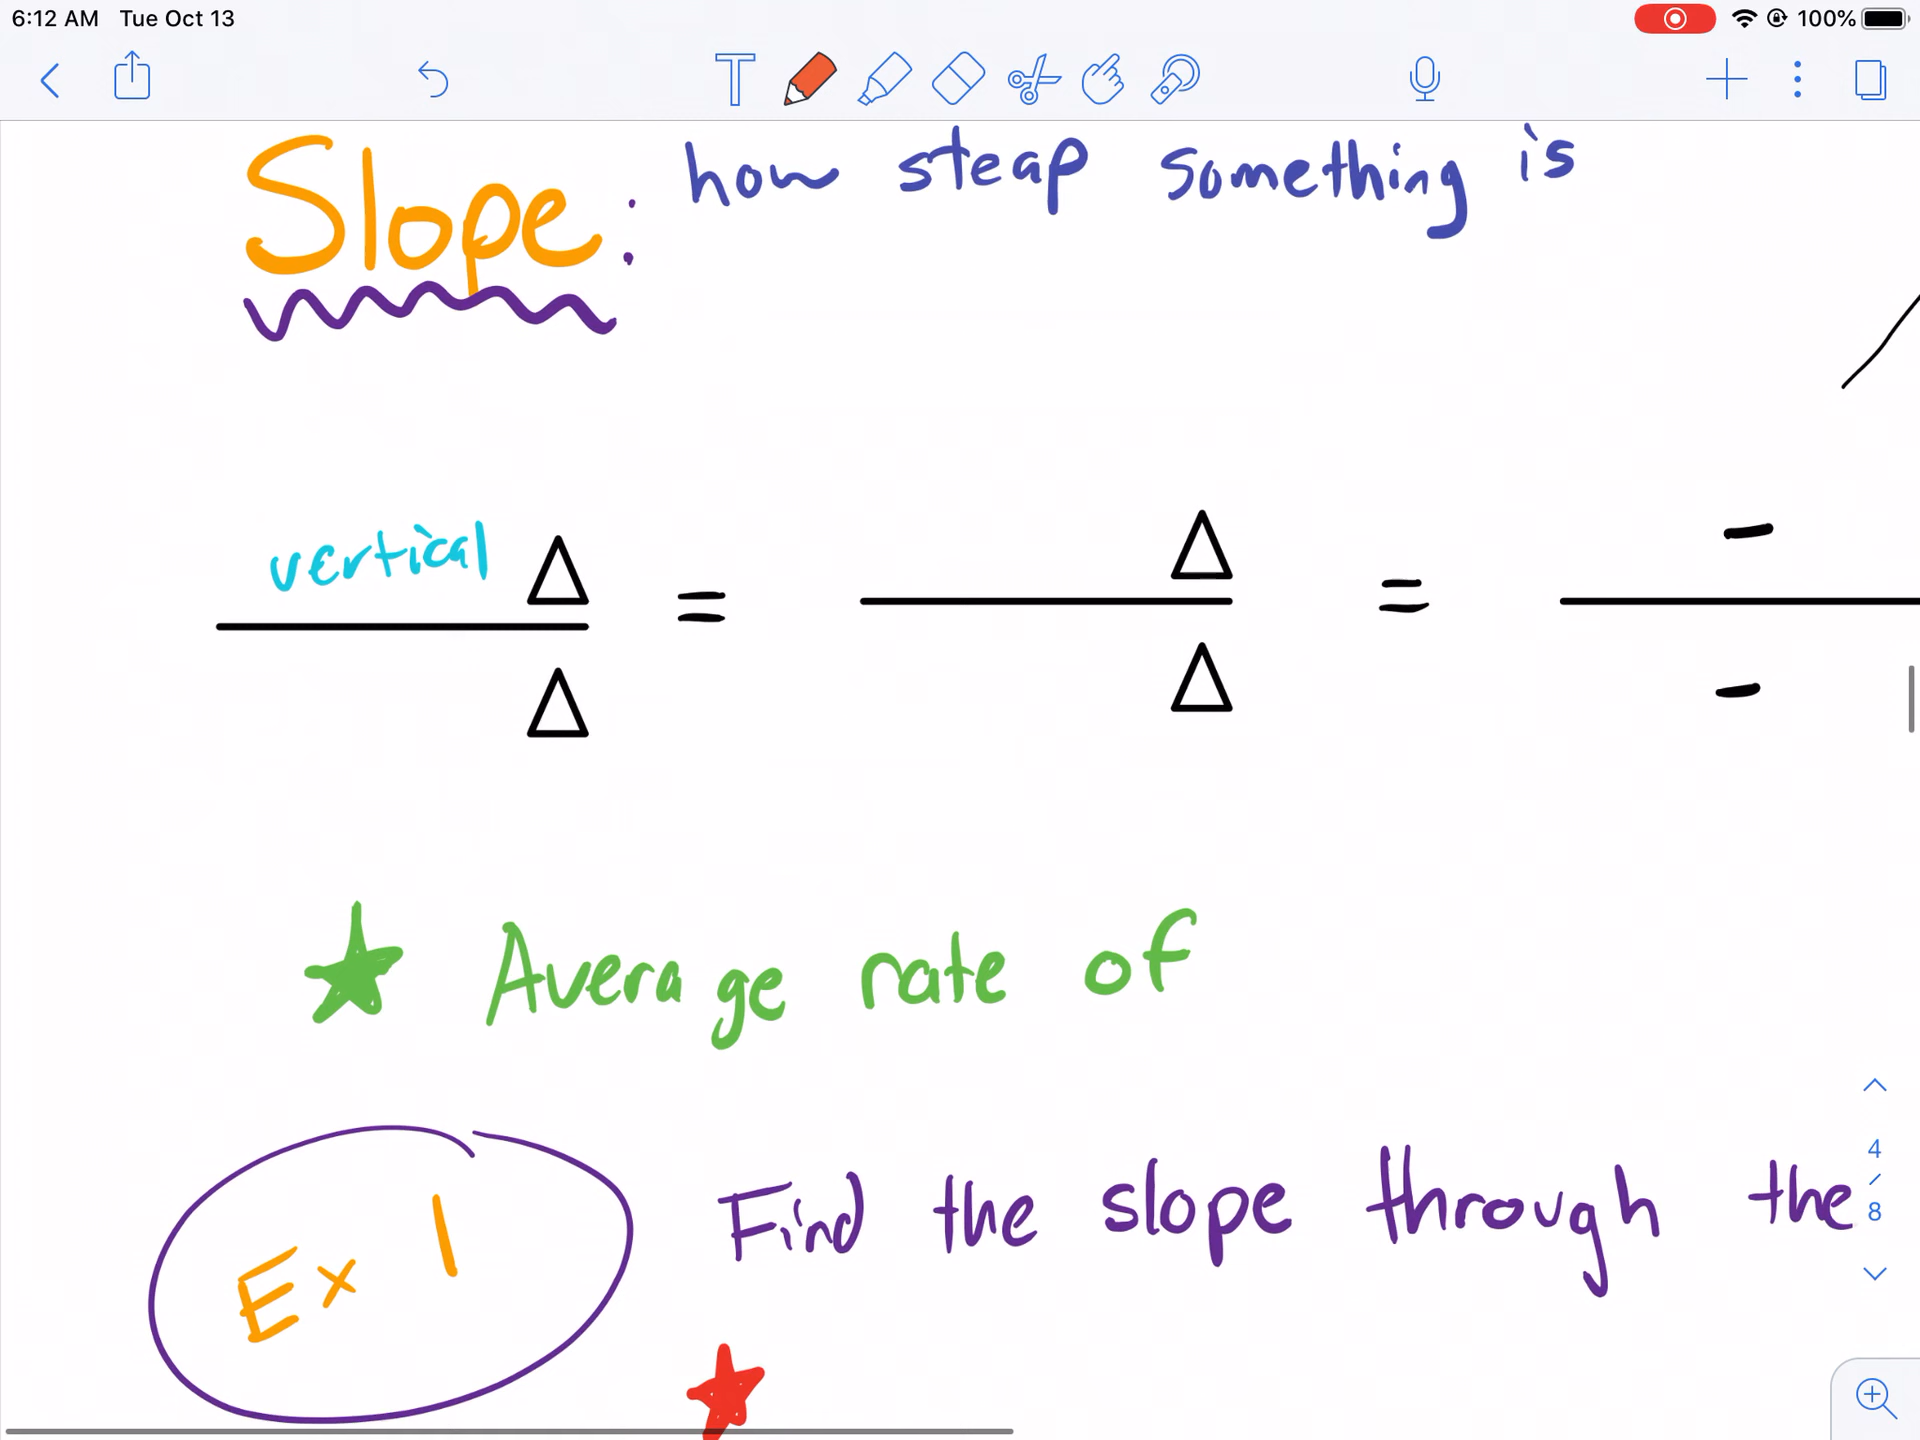 6:12 AM Tue Oct 13 100%
Slope: how steap something is
vertical Δ = Δ = -
Δ Δ -
Average rate of
Ex 1 Find the slope through the
4/8